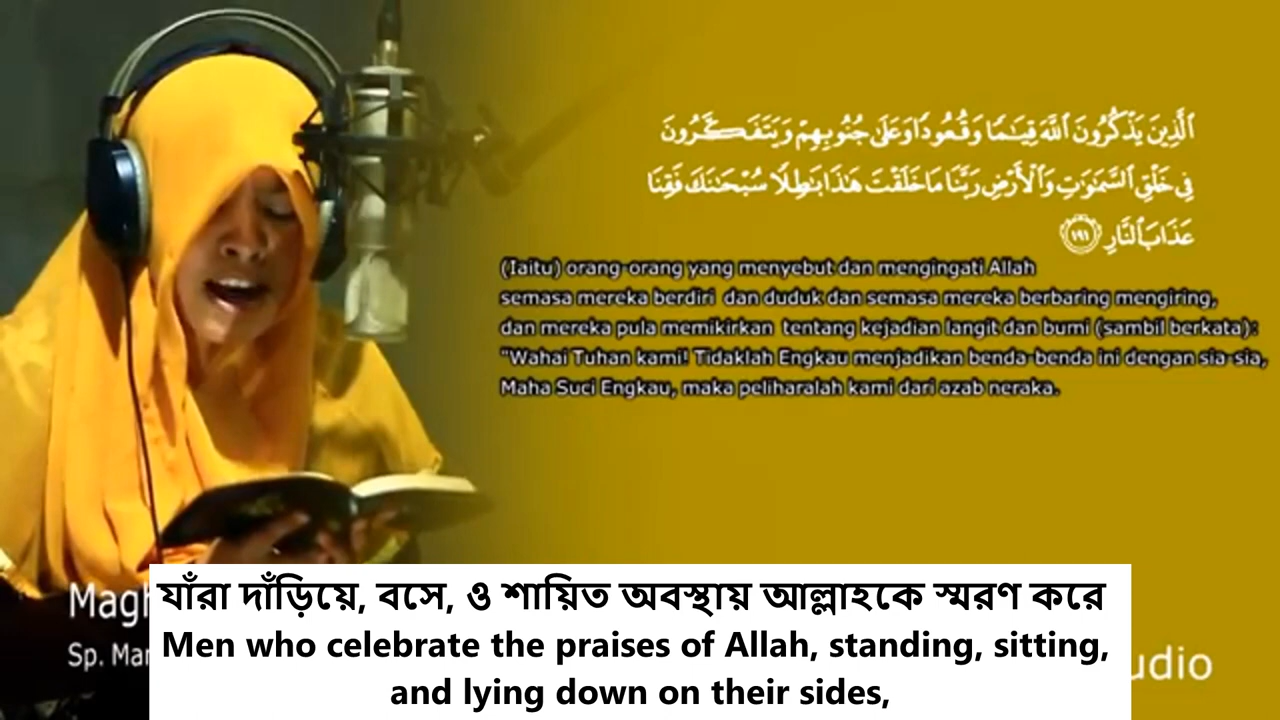 ٱلَّذِينَ يَذْكُرُونَ ٱللَّهَ قِيَـٰمًا وَقُعُودًا وَعَلَىٰ جُنُوبِهِمْ وَيَتَفَكَّرُونَ
فِى خَلْقِ ٱلسَّمَـٰوَٰتِ وَٱلْأَرْضِ رَبَّنَا مَا خَلَقْتَ هَـٰذَا بَـٰطِلًا سُبْحَـٰنَكَ فَقِنَا
عَذَابَ ٱلنَّارِ ١٩١
(Iaitu) orang-orang yang menyebut dan mengingati Allah
semasa mereka berdiri dan duduk dan semasa mereka berbaring mengiring,
dan mereka pula memikirkan tentang kejadian langit dan bumi (sambil berkata):
"Wahai Tuhan kami! Tidaklah Engkau menjadikan benda-benda ini dengan sia-sia,
Maha Suci Engkau, maka peliharalah kami dari azab neraka.
যাঁরা দাঁড়িয়ে, বসে, ও শায়িত অবস্থায় আল্লাহকে স্মরণ করে
Men who celebrate the praises of Allah, standing, sitting,
and lying down on their sides,